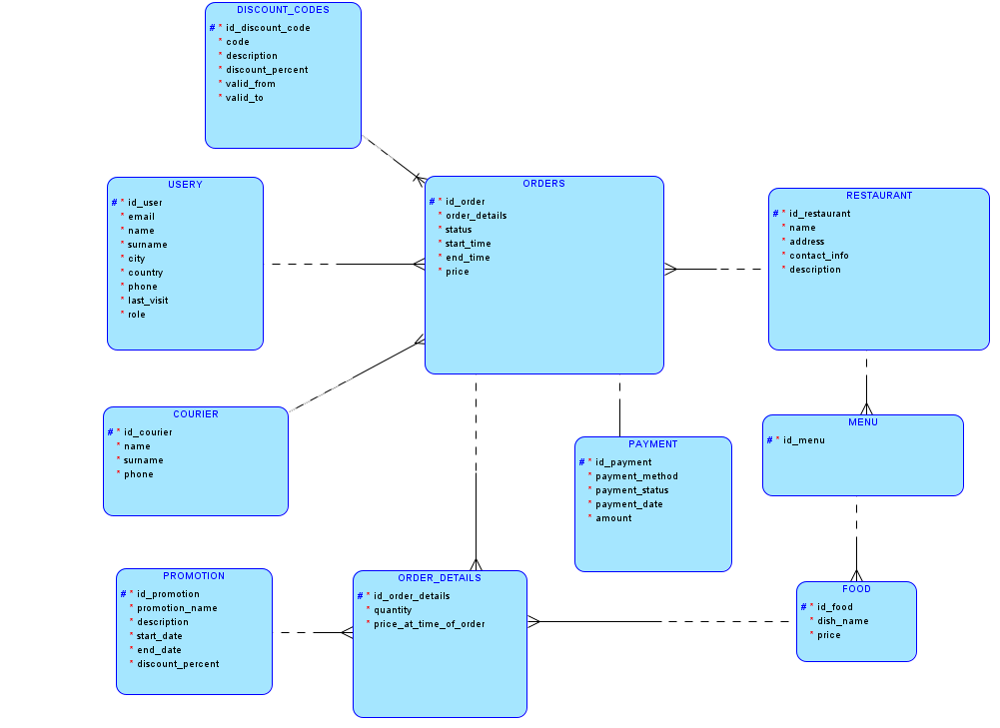 DISCOUNT_CODES
# * id_discount_code
* code
* description
* discount_percent
* valid_from
* valid_to
USERY
# * id_user
* email
* name
* surname
* city
* country
* phone
* last_visit
* role
ORDERS
# * id_order
* order_details
* status
* start_time
* end_time
* price
RESTAURANT
# * id_restaurant
* name
* address
* contact_info
* description
COURIER
# * id_courier
* name
* surname
* phone
PAYMENT
# * id_payment
* payment_method
* payment_status
* payment_date
* amount
MENU
# * id_menu
PROMOTION
# * id_promotion
* promotion_name
* description
* start_date
* end_date
* discount_percent
ORDER_DETAILS
# * id_order_details
* quantity
* price_at_time_of_order
FOOD
# * id_food
* dish_name
* price